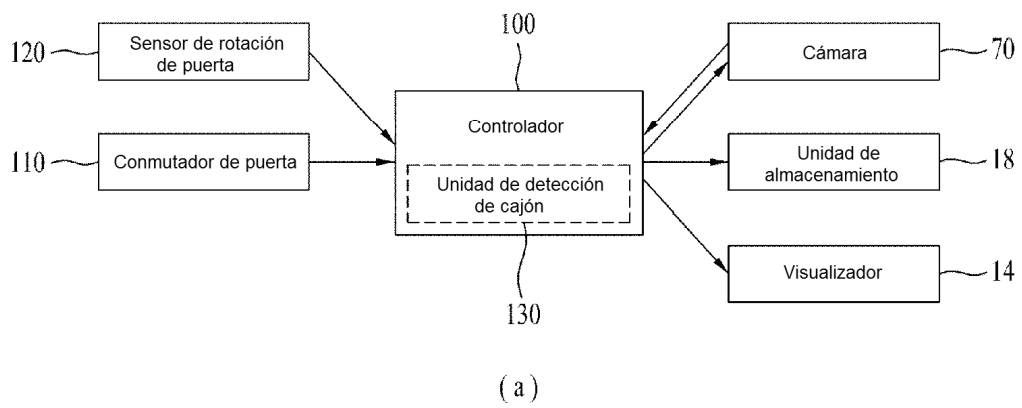 100
120
Sensor de rotación
de puerta
Cámara
70
Controlador
110
Conmutador de puerta
Unidad de
almacenamiento
18
Unidad de detección
de cajón
Visualizador
14
130
(a)